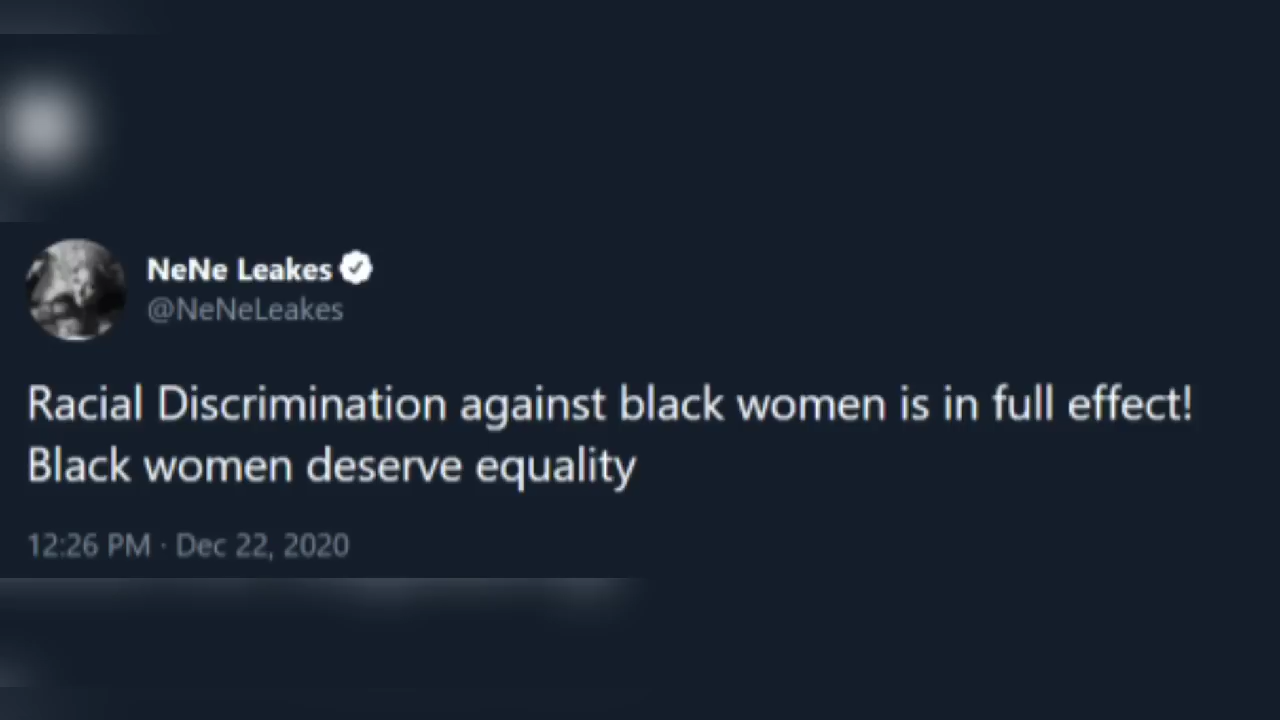 NeNe Leakes
@NeNeLeakes
Racial Discrimination against black women is in full effect!
Black women deserve equality
12:26 PM · Dec 22, 2020